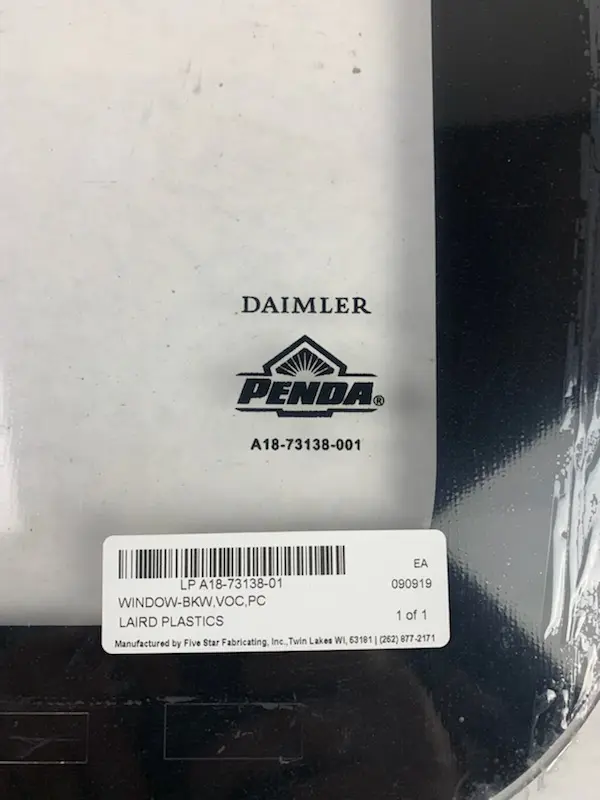 DAIMLER
PENDA®
A18-73138-001
LP A18-73138-01
EA
090919
WINDOW-BKW,VOC,PC
LAIRD PLASTICS
1 of 1
Manufactured by Five Star Fabricating, Inc.,Twin Lakes WI, 53181 | (262) 877-2171